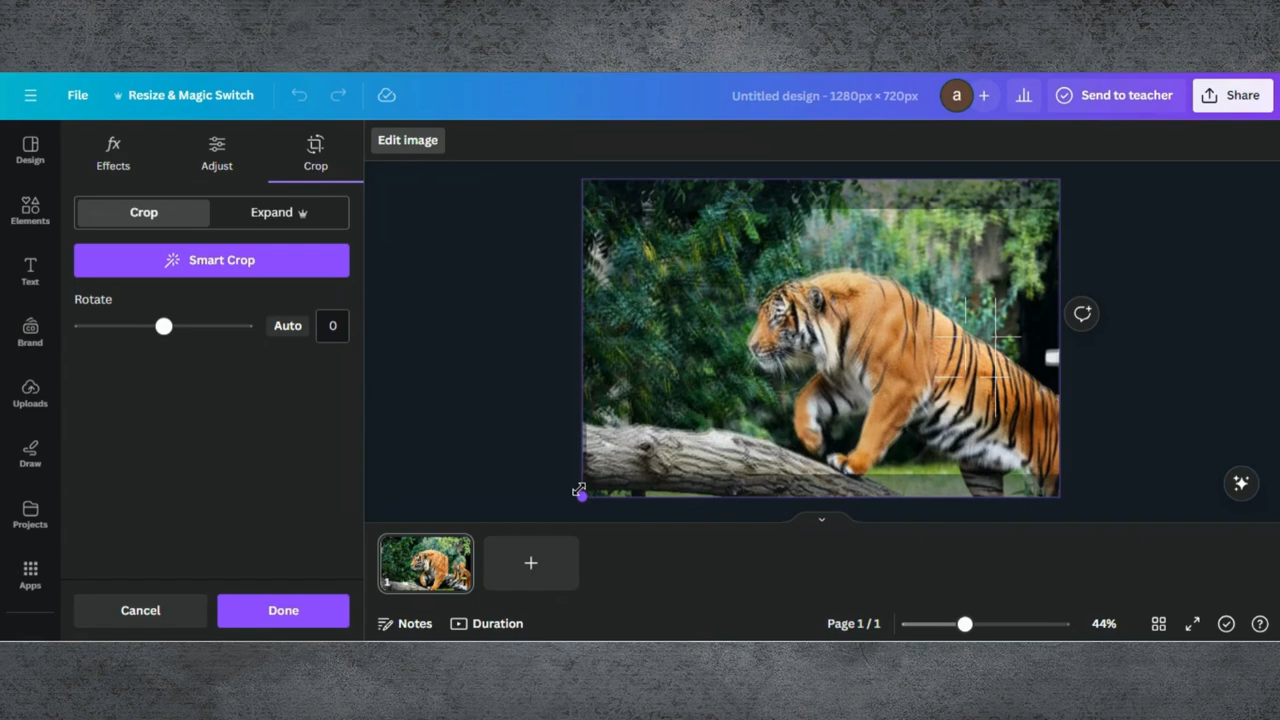 File
Resize & Magic Switch
Untitled design - 1280px × 720px
a
+
Send to teacher
Share
Design
Elements
Text
Brand
Uploads
Draw
Projects
Apps
fx
Effects
Adjust
Crop
Crop
Expand
Smart Crop
Rotate
Auto
0
Cancel
Done
Edit image
1
+
Notes
Duration
Page 1 / 1
44%
?